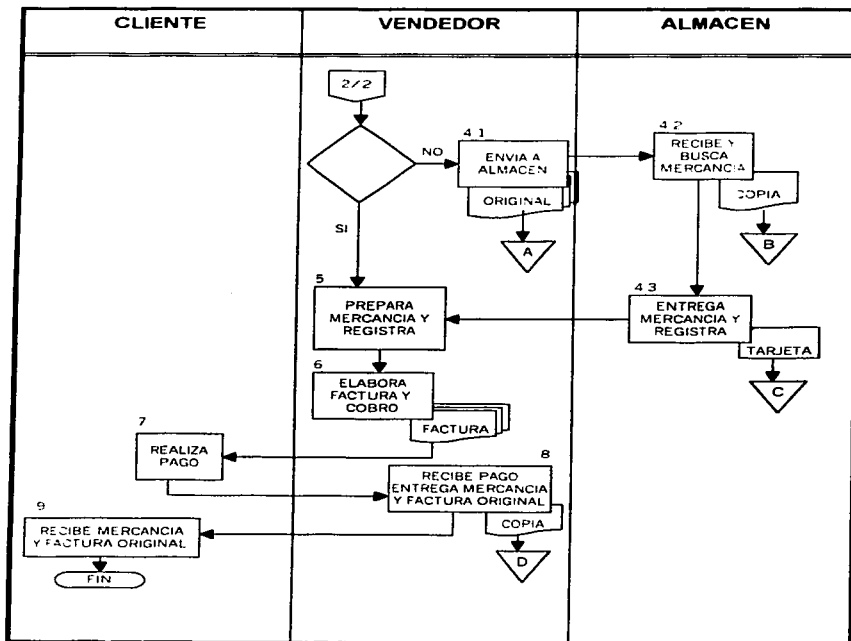 CLIENTE
VENDEDOR
ALMACEN
2/2
NO
SI
4.1
ENVIA A
ALMACEN
ORIGINAL
A
4.2
RECIBE Y
BUSCA
MERCANCIA
COPIA
B
4.3
ENTREGA
MERCANCIA Y
REGISTRA
TARJETA
C
5
PREPARA
MERCANCIA Y
REGISTRA
6
ELABORA
FACTURA Y
COBRO
FACTURA
7
REALIZA
PAGO
8
RECIBE PAGO
ENTREGA MERCANCIA
Y FACTURA ORIGINAL
COPIA
D
9
RECIBE MERCANCIA
Y FACTURA ORIGINAL
FIN